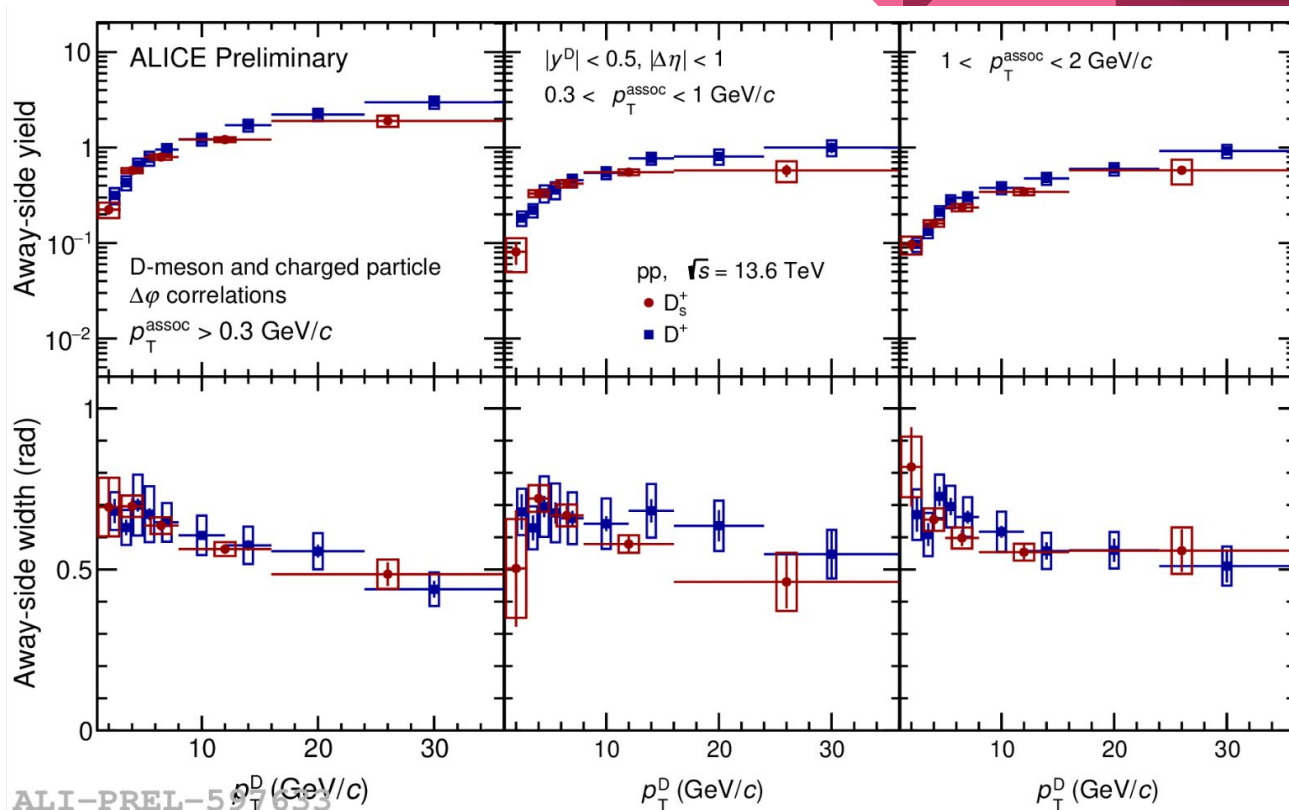 Away-side yield
10
1
10⁻¹
10⁻²
ALICE Preliminary
D-meson and charged particle
Δφ correlations
p_T^assoc > 0.3 GeV/c
|y^D| < 0.5, |Δη| < 1
0.3 < p_T^assoc < 1 GeV/c
pp, √s = 13.6 TeV
D_s^+
D^+
1 < p_T^assoc < 2 GeV/c
Away-side width (rad)
1
0.5
0
10 20 30
10 20 30
10 20 30
p_T^D (GeV/c)
p_T^D (GeV/c)
p_T^D (GeV/c)
ALI-PREL-597633